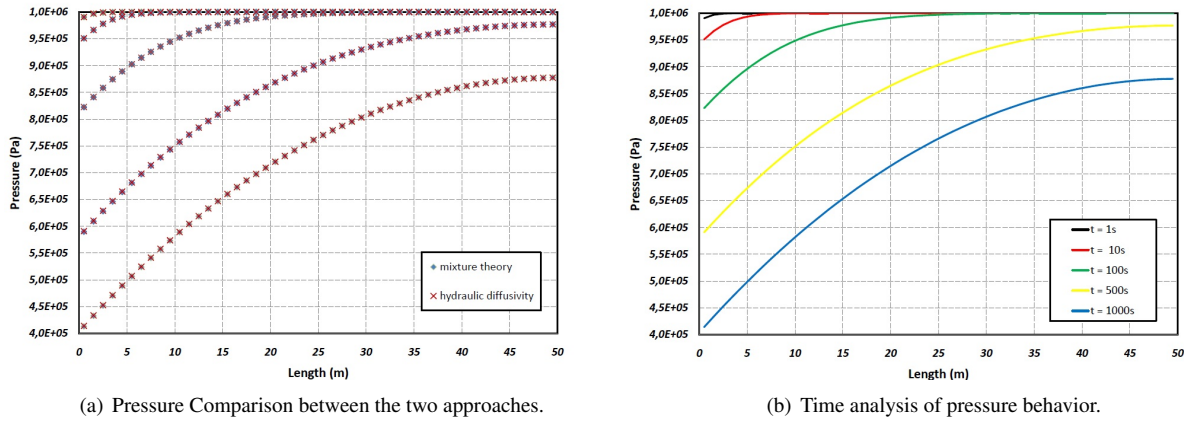 1,0E+06
9,5E+05
9,0E+05
8,5E+05
8,0E+05
7,5E+05
7,0E+05
6,5E+05
6,0E+05
5,5E+05
5,0E+05
4,5E+05
4,0E+05
Pressure (Pa)
mixture theory
hydraulic diffusivity
0 5 10 15 20 25 30 35 40 45 50
Length (m)
(a) Pressure Comparison between the two approaches.
1,0E+06
9,5E+05
9,0E+05
8,5E+05
8,0E+05
7,5E+05
7,0E+05
6,5E+05
6,0E+05
5,5E+05
5,0E+05
4,5E+05
4,0E+05
Pressure (Pa)
t = 1s
t = 10s
t = 100s
t = 500s
t = 1000s
0 5 10 15 20 25 30 35 40 45 50
Length (m)
(b) Time analysis of pressure behavior.